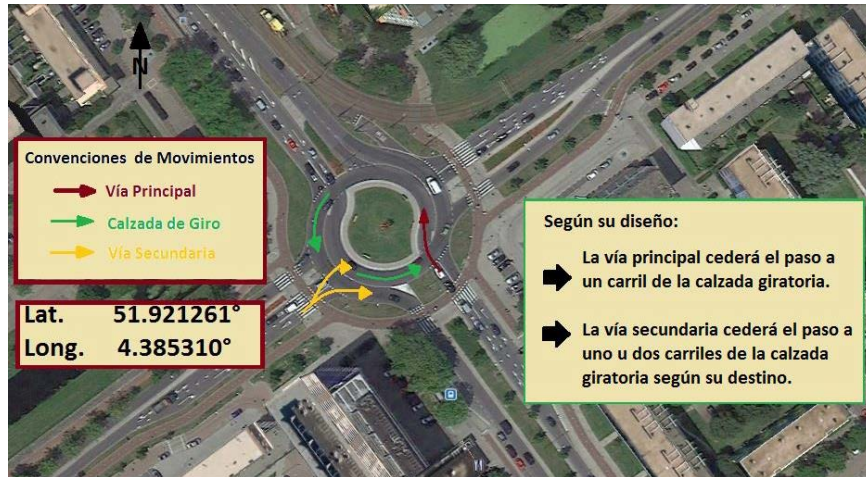 N
Convenciones de Movimientos
Vía Principal
Calzada de Giro
Vía Secundaria
Lat. 51.921261°
Long. 4.385310°
Según su diseño:
La vía principal cederá el paso a
un carril de la calzada giratoria.
La vía secundaria cederá el paso a
uno u dos carriles de la calzada
giratoria según su destino.